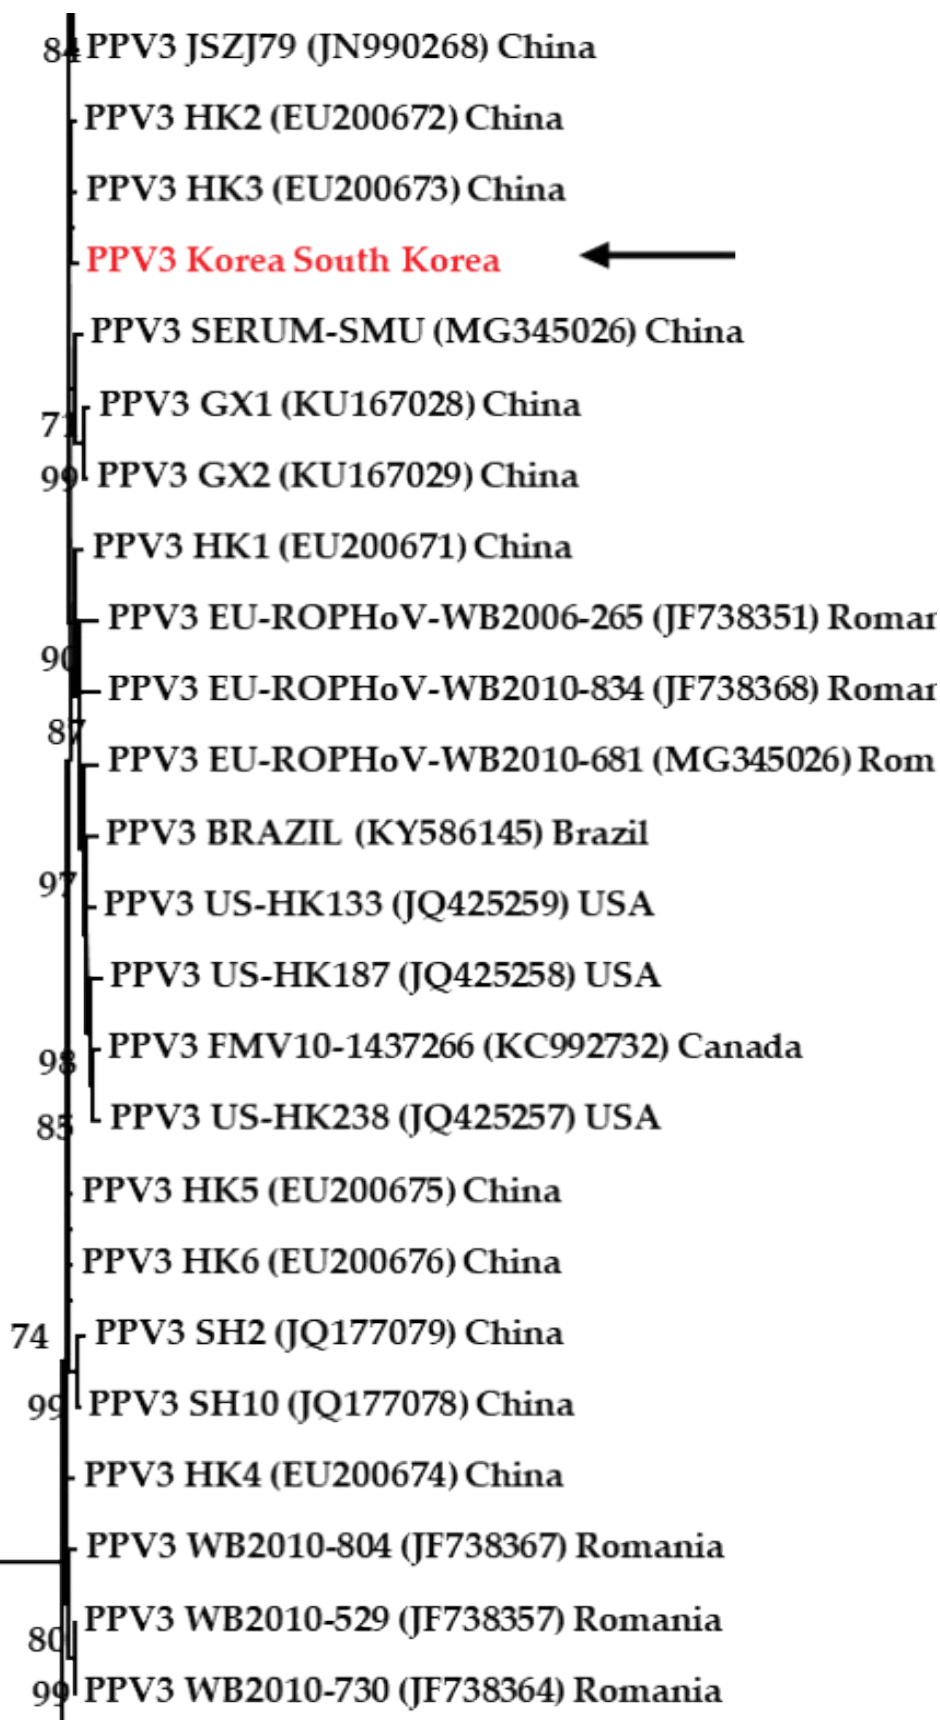 84 PPV3 JSZJ79 (JN990268) China
PPV3 HK2 (EU200672) China
PPV3 HK3 (EU200673) China
PPV3 Korea South Korea
PPV3 SERUM-SMU (MG345026) China
PPV3 GX1 (KU167028) China
71
99 PPV3 GX2 (KU167029) China
PPV3 HK1 (EU200671) China
PPV3 EU-ROPHoV-WB2006-265 (JF738351) Roman
90
PPV3 EU-ROPHoV-WB2010-834 (JF738368) Roman
87
PPV3 EU-ROPHoV-WB2010-681 (MG345026) Rom
PPV3 BRAZIL (KY586145) Brazil
97
PPV3 US-HK133 (JQ425259) USA
PPV3 US-HK187 (JQ425258) USA
PPV3 FMV10-1437266 (KC992732) Canada
98
85 PPV3 US-HK238 (JQ425257) USA
PPV3 HK5 (EU200675) China
PPV3 HK6 (EU200676) China
74 PPV3 SH2 (JQ177079) China
99 PPV3 SH10 (JQ177078) China
PPV3 HK4 (EU200674) China
PPV3 WB2010-804 (JF738367) Romania
PPV3 WB2010-529 (JF738357) Romania
80
99 PPV3 WB2010-730 (JF738364) Romania